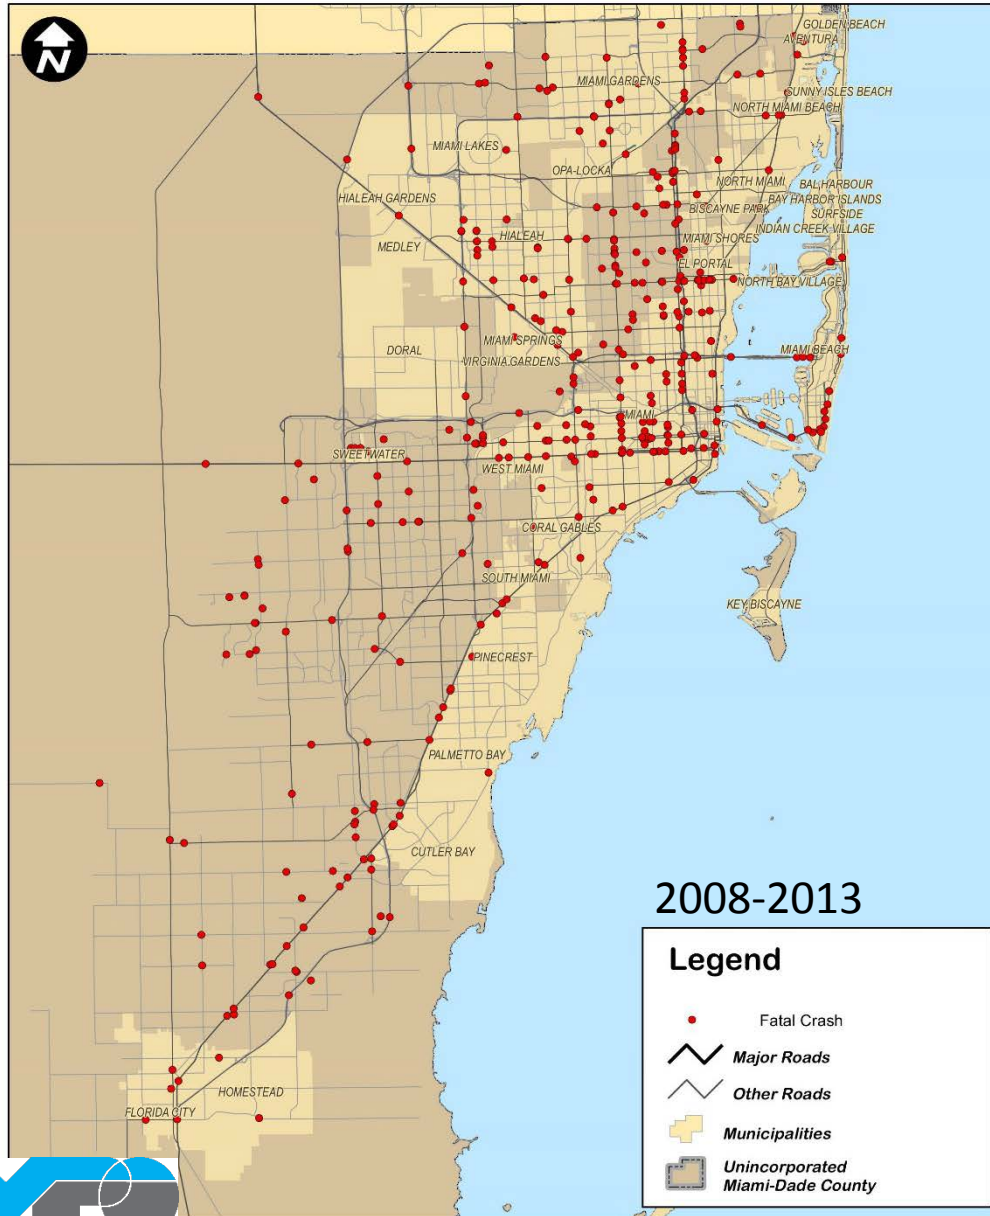 N
GOLDEN BEACH
AVENTURA
MIAMI GARDENS
SUNNY ISLES BEACH
NORTH MIAMI BEACH
MIAMI LAKES
OPA-LOCKA
NORTH MIAMI
BAL HARBOUR
HIALEAH GARDENS
BAY HARBOR ISLANDS
BISCAYNE PARK
SURFSIDE
INDIAN CREEK VILLAGE
HIALEAH
MEDLEY
MIAMI SHORES
EL PORTAL
NORTH BAY VILLAGE
MIAMI SPRINGS
DORAL
MIAMI BEACH
VIRGINIA GARDENS
MIAMI
SWEETWATER
WEST MIAMI
CORAL GABLES
SOUTH MIAMI
KEY BISCAYNE
PINECREST
PALMETTO BAY
CUTLER BAY
2008-2013
Legend
Fatal Crash
Major Roads
Other Roads
Municipalities
Unincorporated
Miami-Dade County
HOMESTEAD
FLORIDA CITY